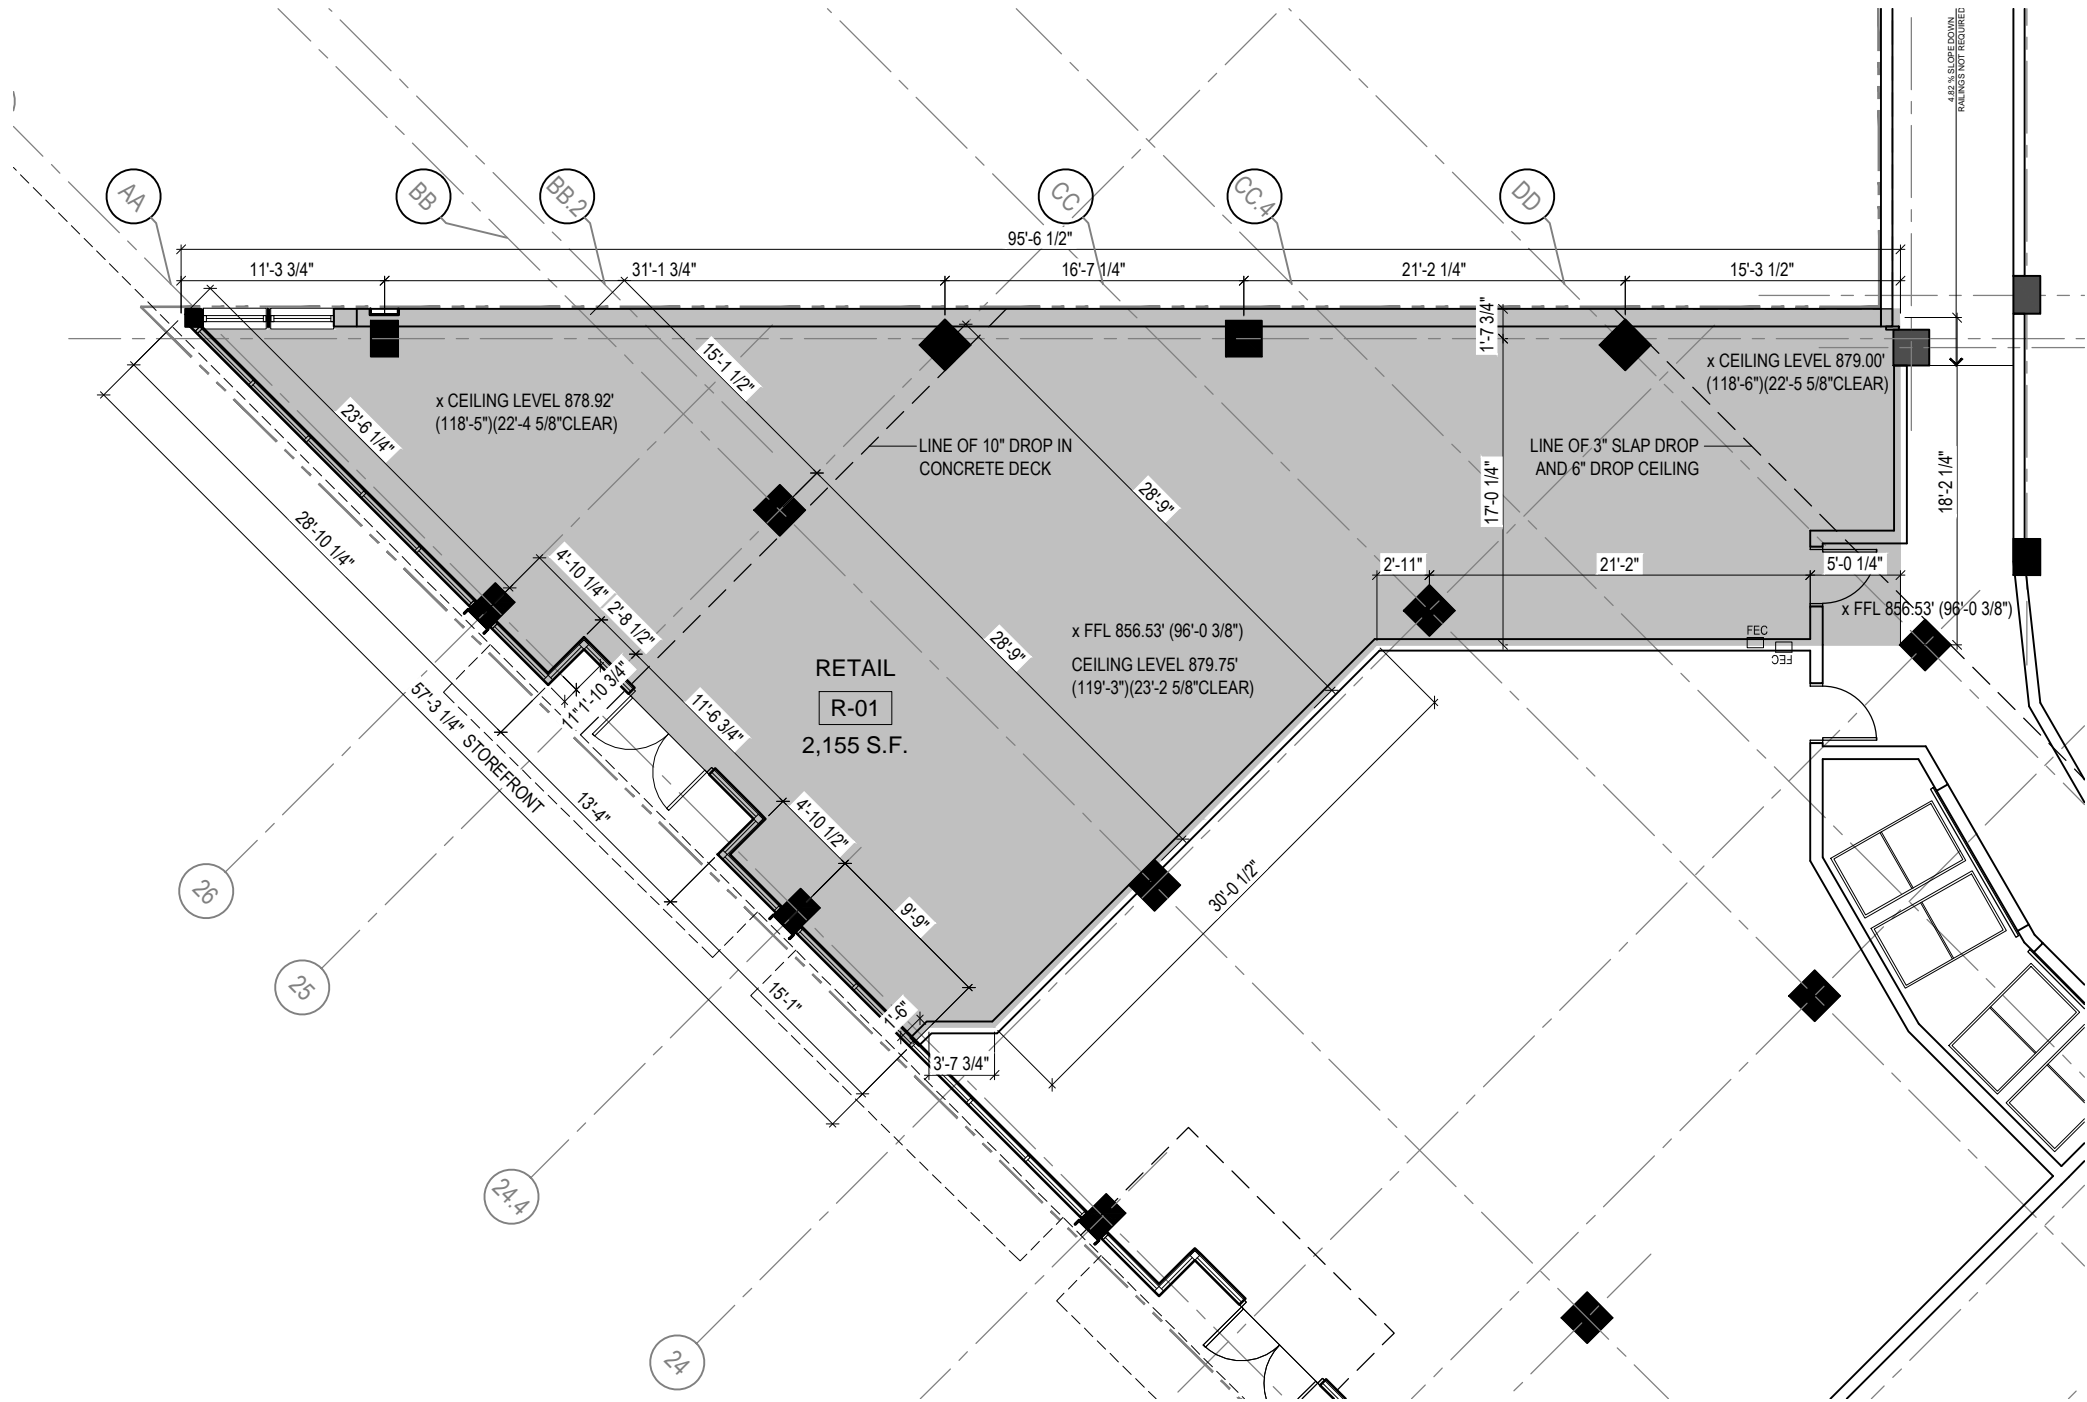 4.82 % SLOPE DOWN
RAILINGS NOT REQUIRED
AA
BB
BB.2
CC
CC.4
DD
95'-6 1/2"
11'-3 3/4"
31'-1 3/4"
16'-7 1/4"
21'-2 1/4"
15'-3 1/2"
1'-7 3/4"
15'-1 1/2"
x CEILING LEVEL 879.00'
(118'-6")(22'-5 5/8"CLEAR)
x CEILING LEVEL 878.92'
(118'-5")(22'-4 5/8"CLEAR)
23'-6 1/4"
LINE OF 10" DROP IN
CONCRETE DECK
LINE OF 3" SLAP DROP
AND 6" DROP CEILING
28'-9"
17'-0 1/4"
18'-2 1/4"
28'-10 1/4"
4'-10 1/4"
2'-8 1/2"
2'-11"
21'-2"
5'-0 1/4"
x FFL 856.53' (96'-0 3/8")
x FFL 856.53' (96'-0 3/8")
CEILING LEVEL 879.75'
(119'-3")(23'-2 5/8"CLEAR)
28'-9"
FEC
FEC
RETAIL
R-01
2,155 S.F.
11"
1'-10 3/4"
11'-6 3/4"
57'-3 1/4" STOREFRONT
13'-4"
4'-10 1/2"
9'-9"
30'-0 1/2"
15'-1"
1'-6"
3'-7 3/4"
26
25
24.4
24